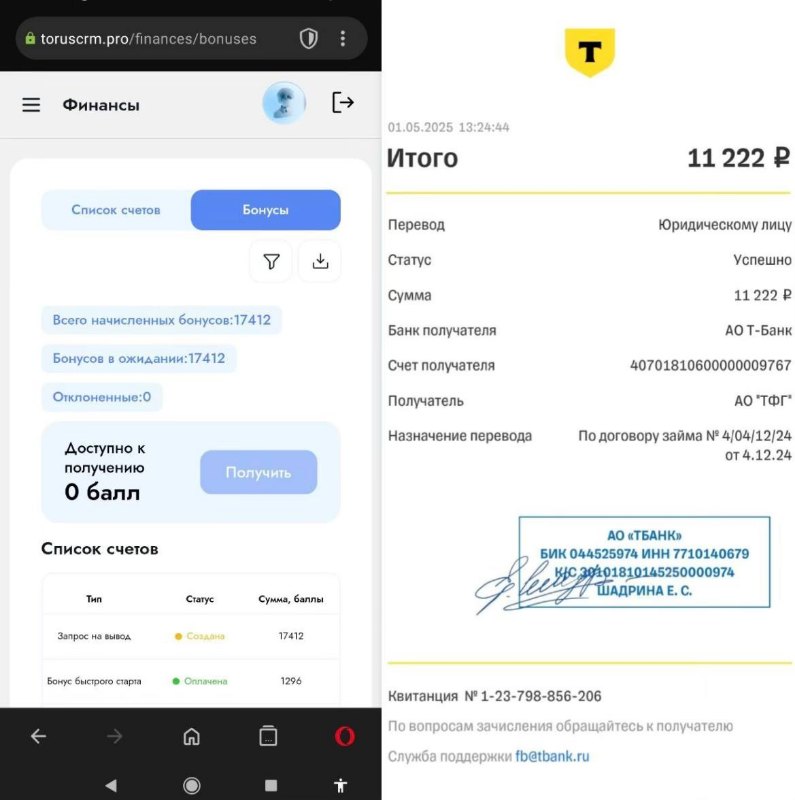 toruscrm.pro/finances/bonuses
Финансы
Список счетов
Бонусы
Всего начисленных бонусов:17412
Бонусов в ожидании:17412
Отклоненные:0
Доступно к
получению
0 балл
Получить
Список счетов
Тип Статус Сумма, баллы
Запрос на вывод Создана 17412
Бонус быстрого старта Оплачена 1296
T
01.05.2025 13:24:44
Итого 11 222 ₽
Перевод Юридическому лицу
Статус Успешно
Сумма 11 222 ₽
Банк получателя АО Т-Банк
Счет получателя 40701810600000009767
Получатель АО "ТФГ"
Назначение перевода По договору займа № 4/04/12/24
от 4.12.24
АО «ТБАНК»
БИК 044525974 ИНН 7710140679
К/С 30101810145250000974
ШАДРИНА Е. С.
Квитанция № 1-23-798-856-206
По вопросам зачисления обращайтесь к получателю
Служба поддержки fb@tbank.ru